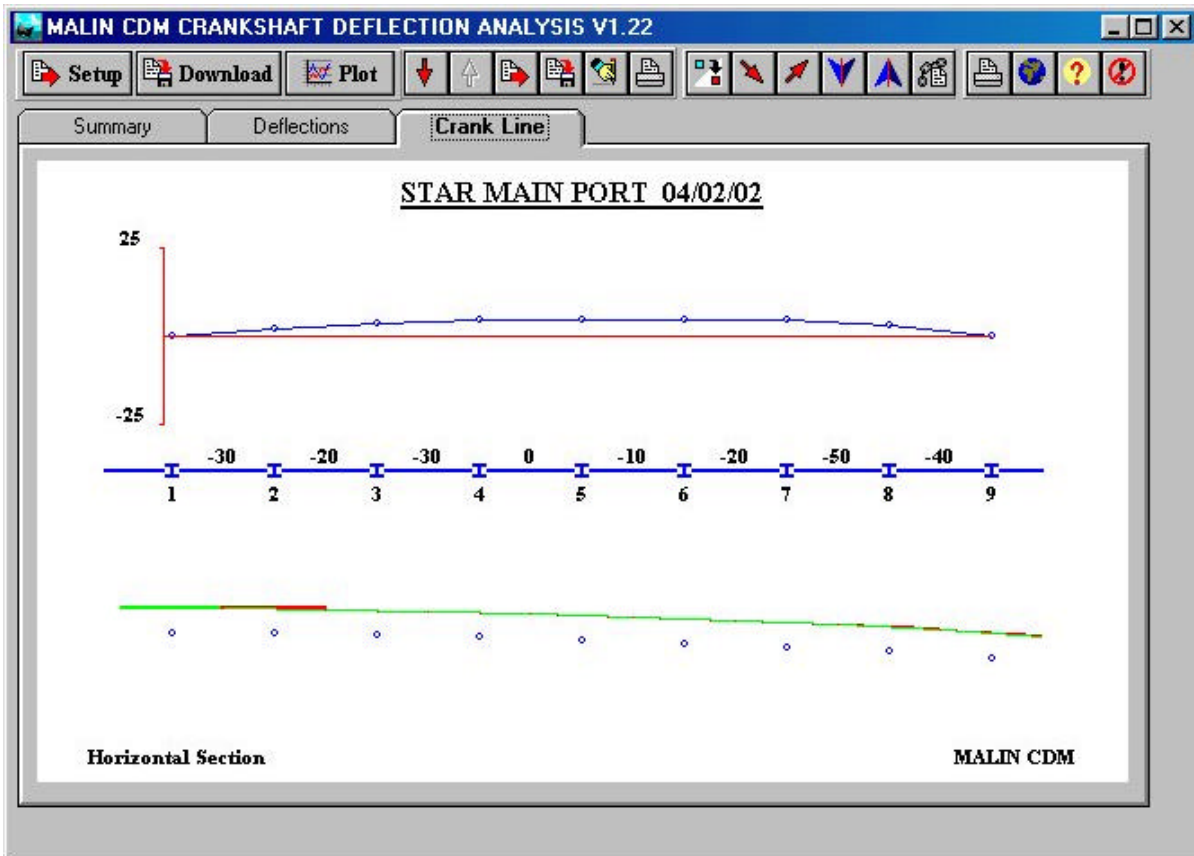 MALIN CDM CRANKSHAFT DEFLECTION ANALYSIS V1.22
Setup Download Plot
Summary Deflections Crank Line
STAR MAIN PORT 04/02/02
25
-25
-30 -20 -30 0 -10 -20 -50 -40
1 2 3 4 5 6 7 8 9
Horizontal Section MALIN CDM